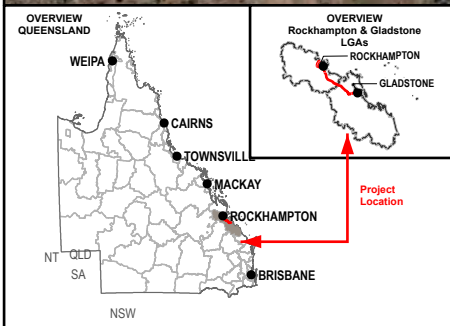 OVERVIEW
QUEENSLAND
WEIPA
CAIRNS
TOWNSVILLE
MACKAY
ROCKHAMPTON
BRISBANE
NT
QLD
SA
NSW
OVERVIEW
Rockhampton & Gladstone
LGAs
ROCKHAMPTON
GLADSTONE
Project
Location